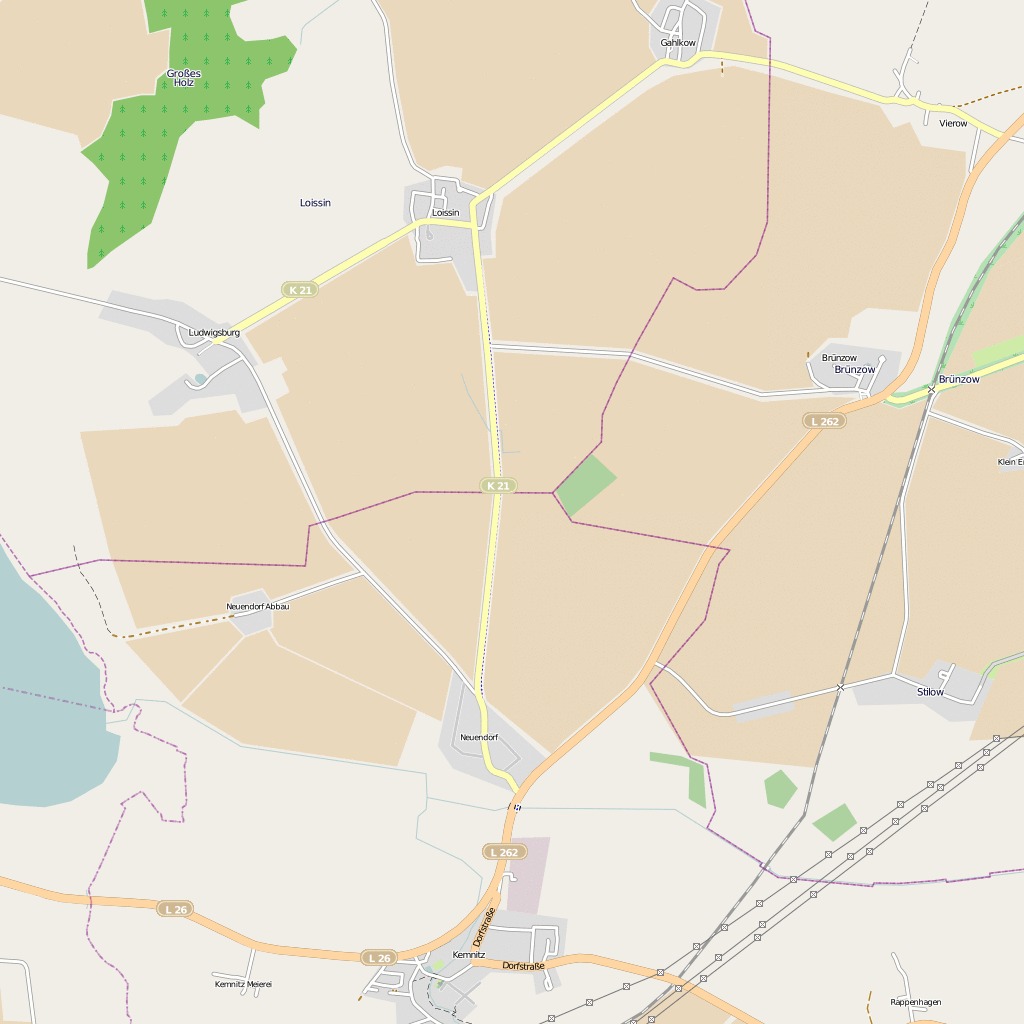 Gahlkow
Großes
Holz
Vierow
Loissin
Loissin
K 21
Ludwigsburg
Brünzow
Brünzow
Brünzow
L 262
Klein E
K 21
Neuendorf Abbau
Stilow
Neuendorf
L 262
L 26
Dorfstraße
Kemnitz
L 26
Dorfstraße
Kemnitz Meierei
Rappenhagen